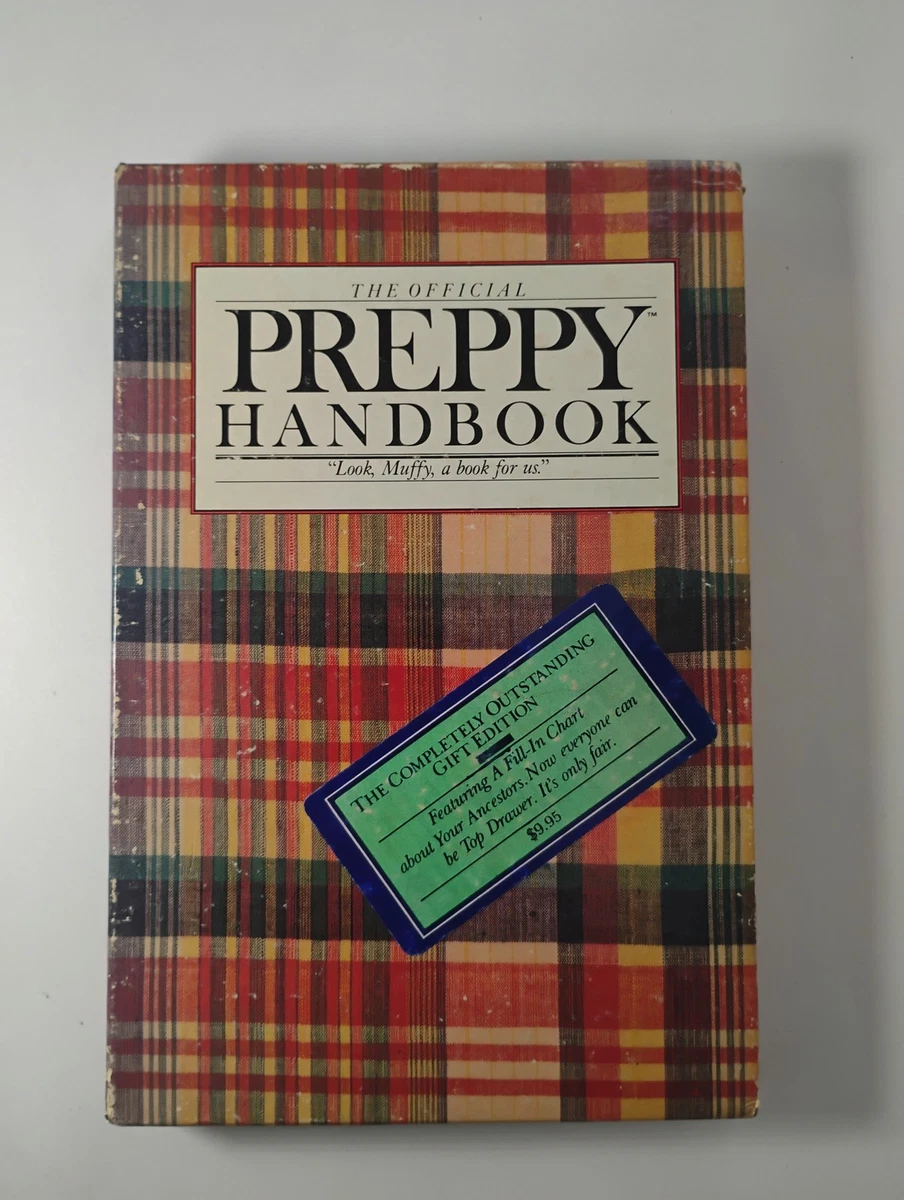 THE OFFICIAL
PREPPY™
HANDBOOK
“Look, Muffy, a book for us.”
THE COMPLETELY OUTSTANDING
GIFT EDITION
Featuring A Fill-In Chart
about Your Ancestors. Now everyone can
be Top Drawer. It's only fair.
$9.95